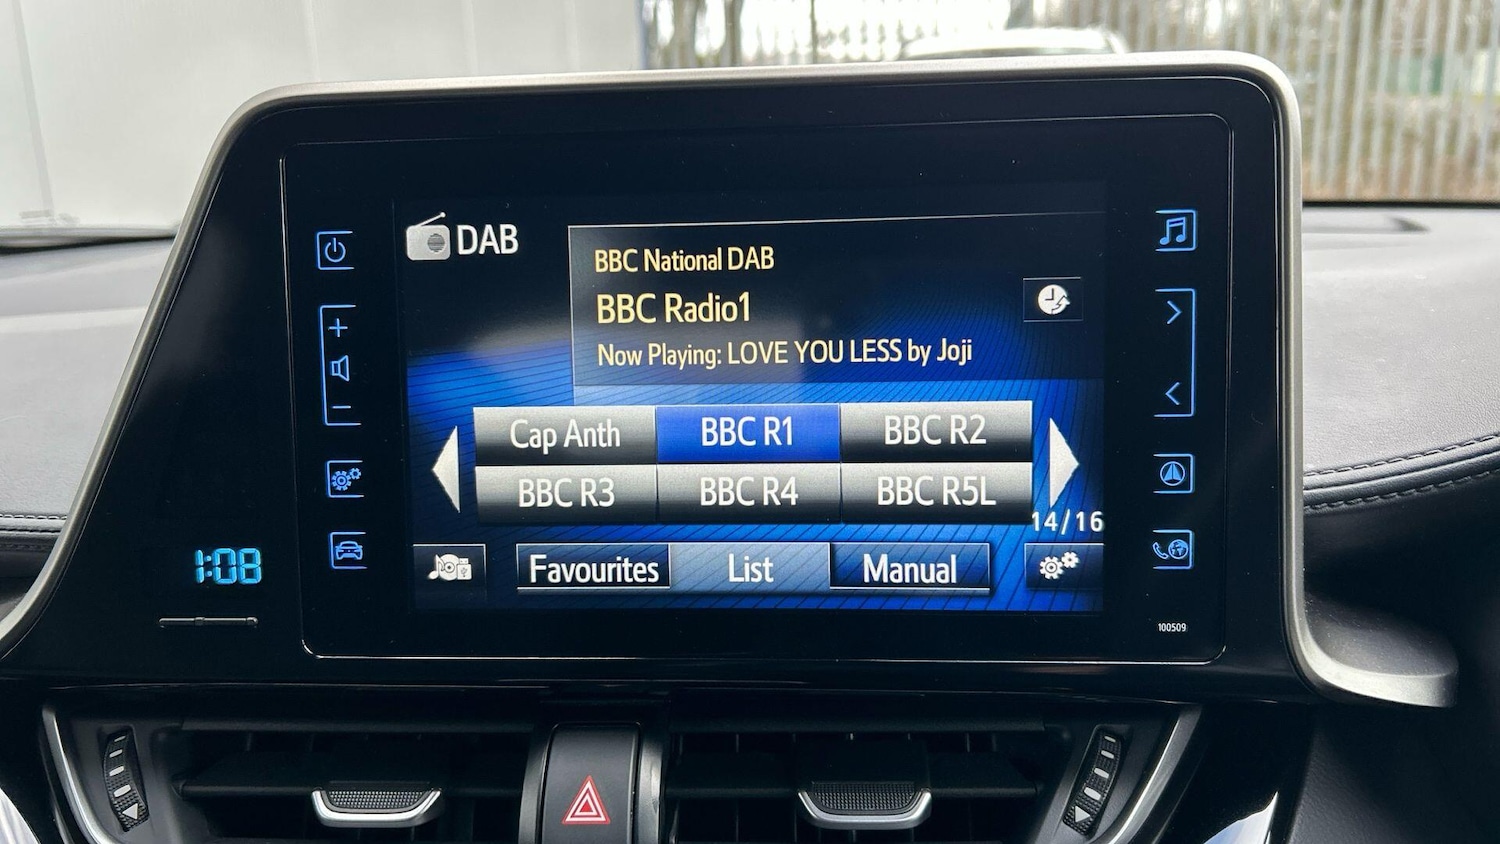 DAB
BBC National DAB
BBC Radio1
Now Playing: LOVE YOU LESS by Joji
Cap Anth
BBC R1
BBC R2
BBC R3
BBC R4
BBC R5L
14/16
Favourites
List
Manual
1:08
100509